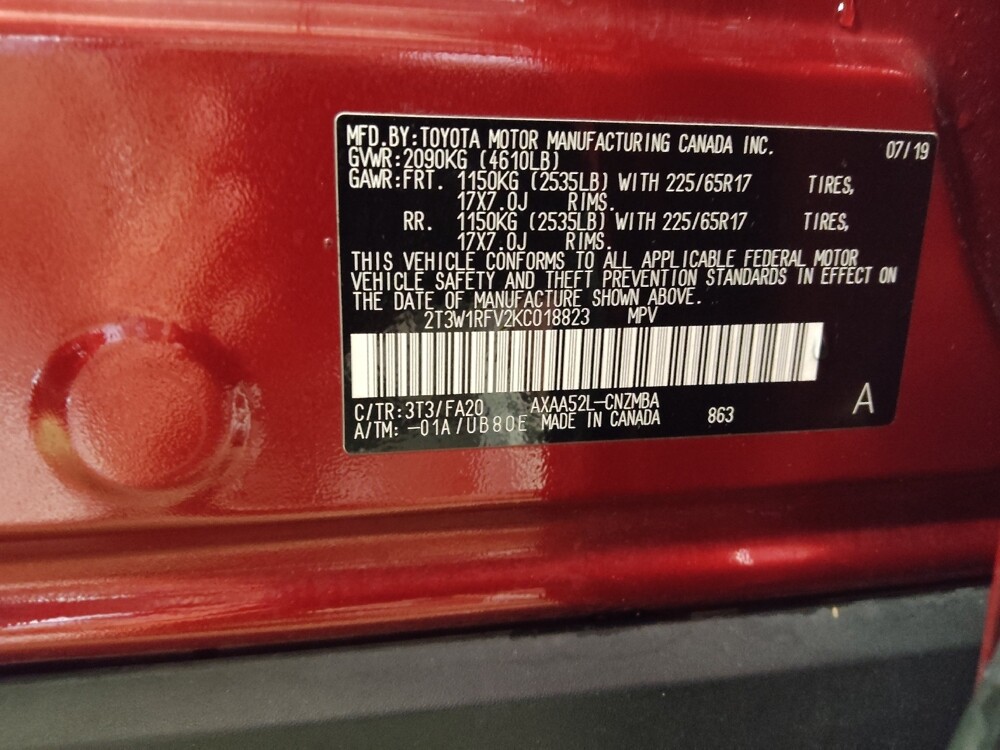 MFD.BY:TOYOTA MOTOR MANUFACTURING CANADA INC. 07/19
GVWR:2090KG (4610LB)
GAWR:FRT. 1150KG (2535LB) WITH 225/65R17 TIRES,
17X7.0J RIMS.
RR. 1150KG (2535LB) WITH 225/65R17 TIRES,
17X7.0J RIMS.
THIS VEHICLE CONFORMS TO ALL APPLICABLE FEDERAL MOTOR
VEHICLE SAFETY AND THEFT PREVENTION STANDARDS IN EFFECT ON
THE DATE OF MANUFACTURE SHOWN ABOVE.
2T3W1RFV2KC018823 MPV
C/TR:3T3/FA20 AXAA52L-CNZMBA
A/TM: -01A/UB80E MADE IN CANADA 863 A